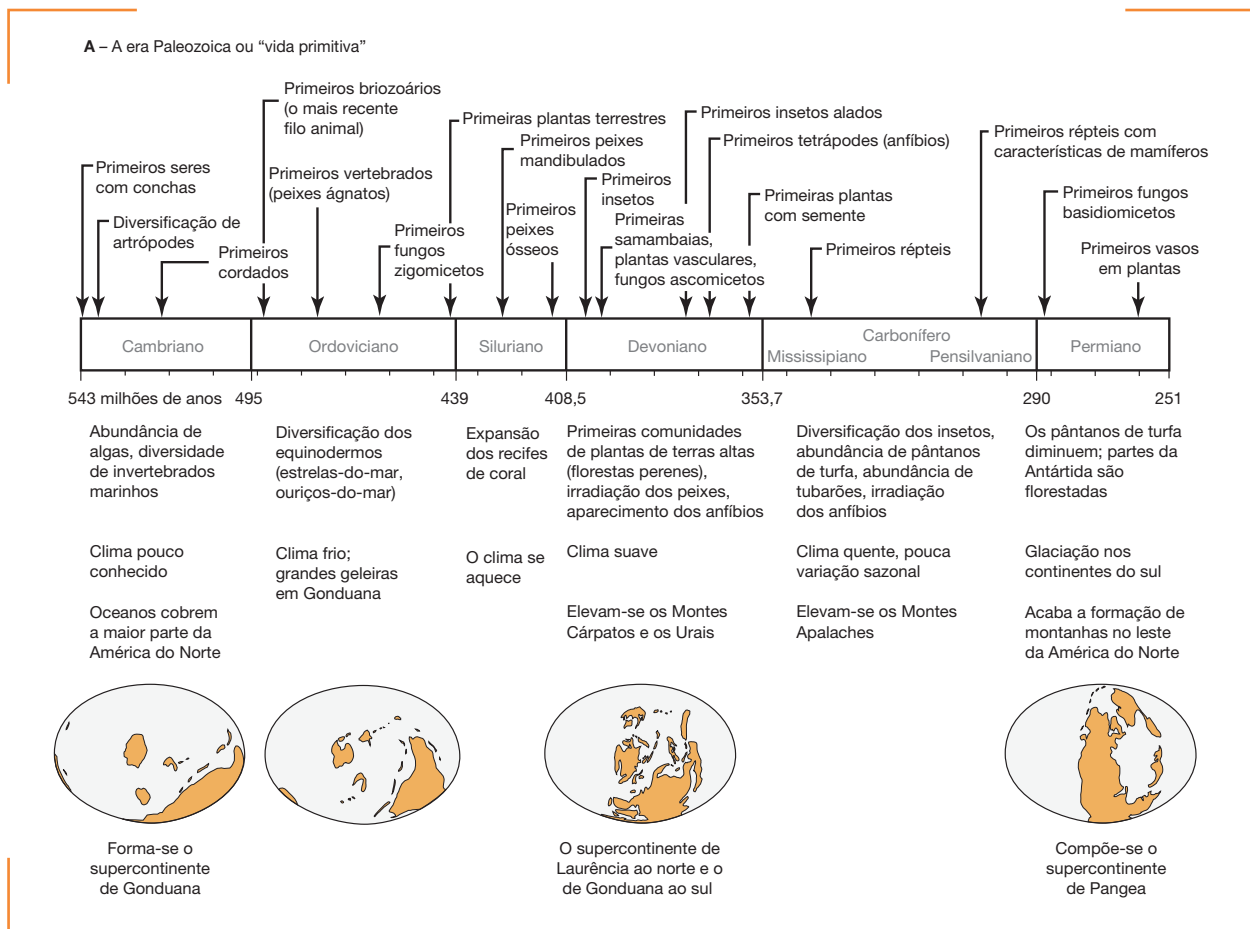 A – A era Paleozoica ou “vida primitiva”
Primeiros seres
com conchas
Diversificação de
artrópodes
Primeiros
cordados
Primeiros briozoários
(o mais recente
filo animal)
Primeiros vertebrados
(peixes ágnatos)
Primeiros
fungos
zigomicetos
Primeiras plantas terrestres
Primeiros peixes
mandibulados
Primeiros
peixes
ósseos
Primeiros
insetos
Primeiras
samambaias,
plantas vasculares,
fungos ascomicetos
Primeiros insetos alados
Primeiros tetrápodes (anfíbios)
Primeiras plantas
com semente
Primeiros répteis
Primeiros répteis com
características de mamíferos
Primeiros fungos
basidiomicetos
Primeiros vasos
em plantas
Cambriano
Ordoviciano
Siluriano
Devoniano
Carbonífero
Mississipiano
Pensilvaniano
Permiano
543 milhões de anos
495
439
408,5
353,7
290
251
Abundância de
algas, diversidade
de invertebrados
marinhos
Diversificação dos
equinodermos
(estrelas-do-mar,
ouriços-do-mar)
Expansão
dos recifes
de coral
Primeiras comunidades
de plantas de terras altas
(florestas perenes),
irradiação dos peixes,
aparecimento dos anfíbios
Diversificação dos insetos,
abundância de pântanos
de turfa, abundância de
tubarões, irradiação
dos anfíbios
Os pântanos de turfa
diminuem; partes da
Antártida são
florestadas
Clima pouco
conhecido
Clima frio;
grandes geleiras
em Gonduana
O clima se
aquece
Clima suave
Clima quente, pouca
variação sazonal
Glaciação nos
continentes do sul
Oceanos cobrem
a maior parte da
América do Norte
Elevam-se os Montes
Cárpatos e os Urais
Elevam-se os Montes
Apalaches
Acaba a formação de
montanhas no leste
da América do Norte
Forma-se o
supercontinente
de Gonduana
O supercontinente de
Laurência ao norte e o
de Gonduana ao sul
Compõe-se o
supercontinente
de Pangea